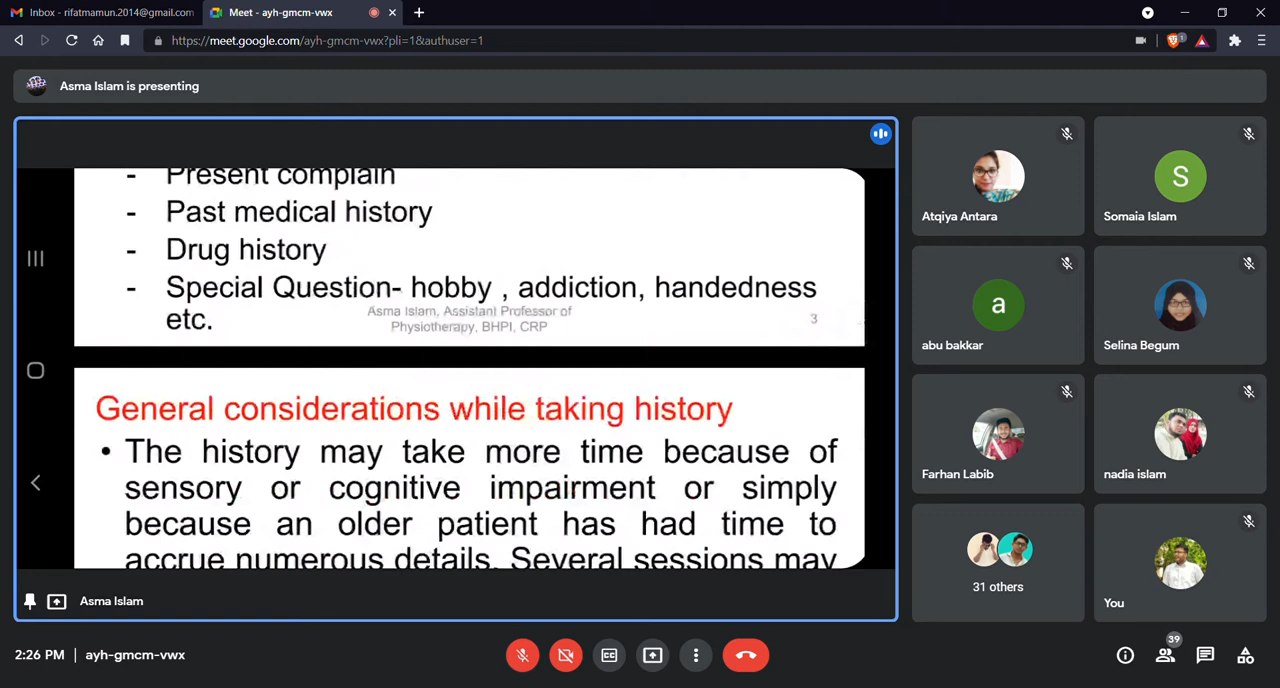 Inbox - rifatmamun.2014@gmail.com
Meet - ayh-gmcm-vwx
https://meet.google.com/ayh-gmcm-vwx?pli=1&authuser=1
1
Asma Islam is presenting
- Present complain
- Past medical history
- Drug history
- Special Question- hobby , addiction, handedness
etc.
Asma Islam, Assistant Professor of
Physiotherapy, BHPI, CRP
3
General considerations while taking history
• The history may take more time because of
sensory or cognitive impairment or simply
because an older patient has had time to
accrue numerous details. Several sessions may
Asma Islam
Atqiya Antara
S
Somaia Islam
a
abu bakkar
Selina Begum
Farhan Labib
nadia islam
31 others
You
2:26 PM | ayh-gmcm-vwx
CC
39